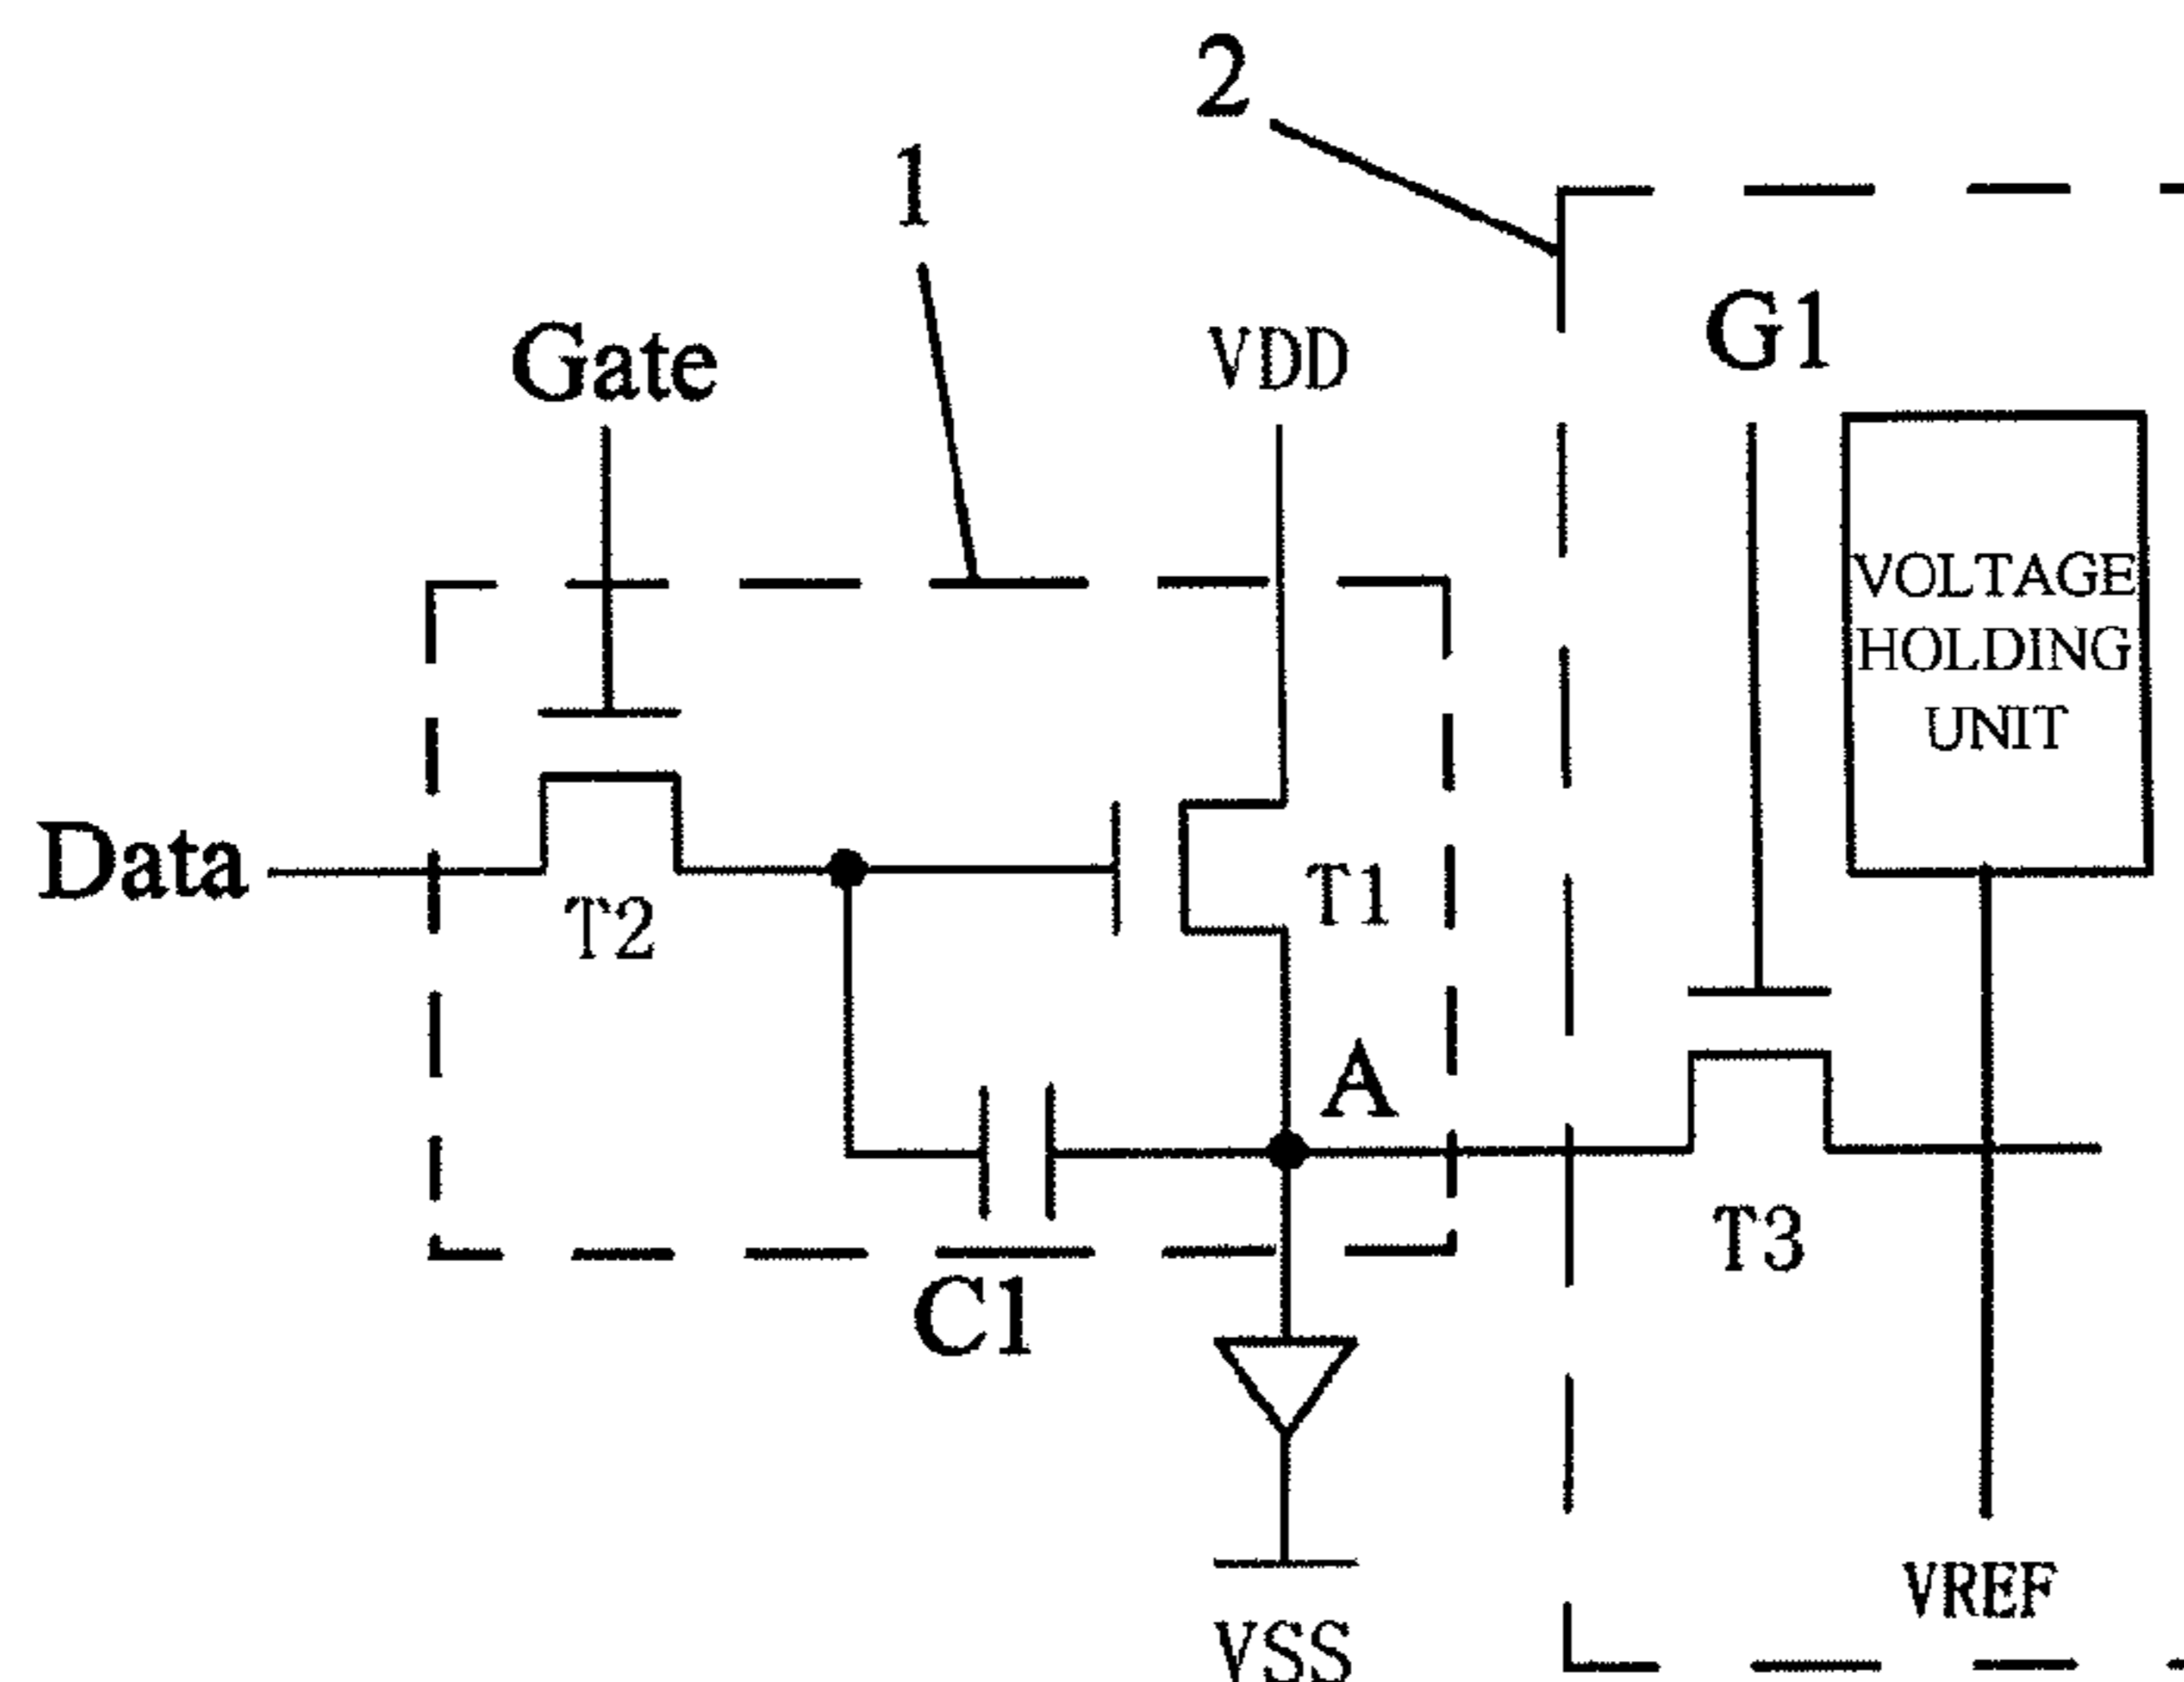 2
1
G1
Gate
VDD
VOLTAGE
HOLDING
UNIT
Data
T1
T2
A
T3
C1
VREF
VSS